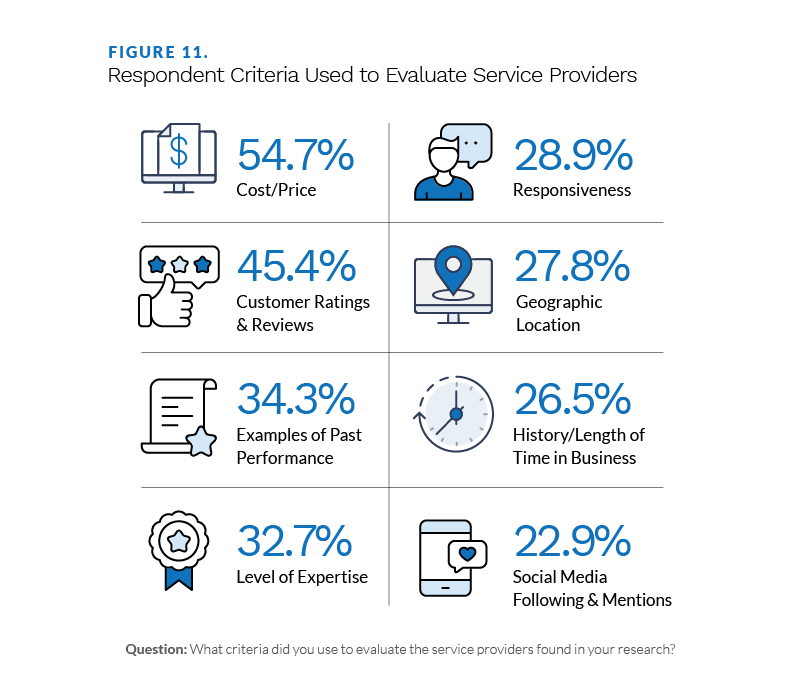 FIGURE 11.
Respondent Criteria Used to Evaluate Service Providers
$
54.7%
Cost/Price
28.9%
Responsiveness
45.4%
Customer Ratings
& Reviews
27.8%
Geographic
Location
34.3%
Examples of Past
Performance
26.5%
History/Length of
Time in Business
32.7%
Level of Expertise
22.9%
Social Media
Following & Mentions
Question: What criteria did you use to evaluate the service providers found in your research?